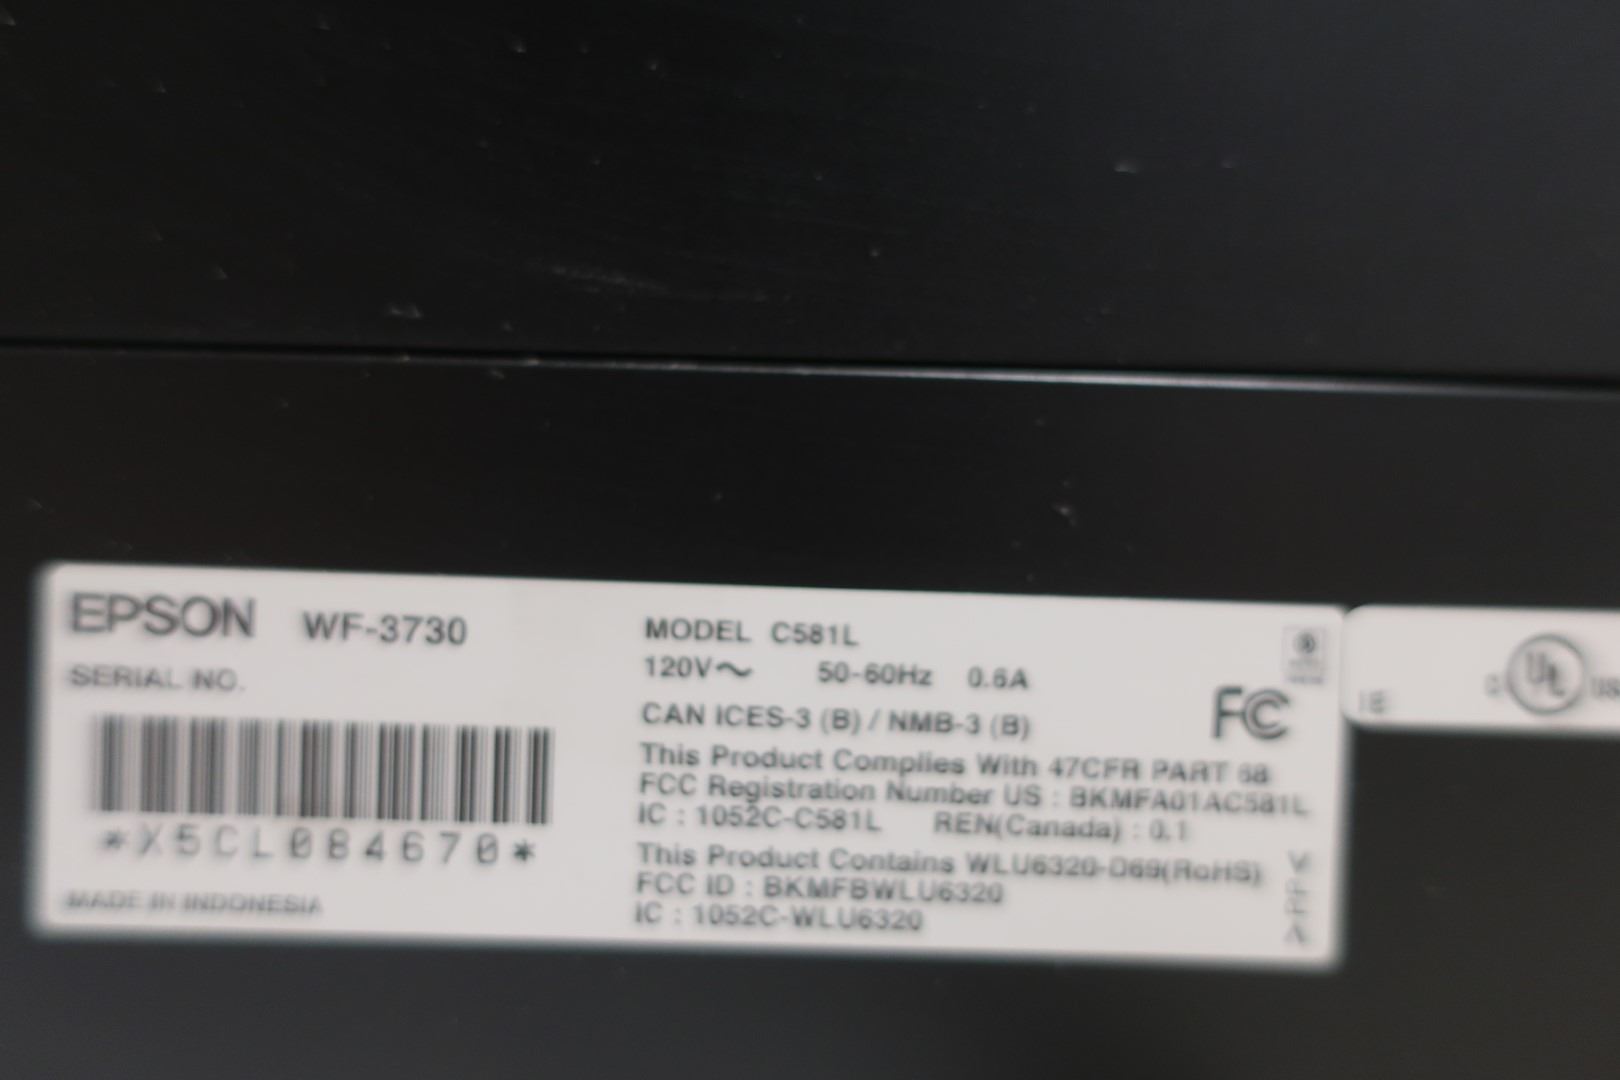 EPSON WF-3730
SERIAL NO.
*X5CL084670*
MADE IN INDONESIA
MODEL C581L
120V~ 50-60Hz 0.6A
CAN ICES-3 (B) / NMB-3 (B)
This Product Complies With 47CFR PART 68
FCC Registration Number US : BKMFA01AC581L
IC : 1052C-C581L REN(Canada) : 0.1
This Product Contains WLU6320-D69(RoHS)
FCC ID : BKMFBWLU6320
IC : 1052C-WLU6320
FC
UL US